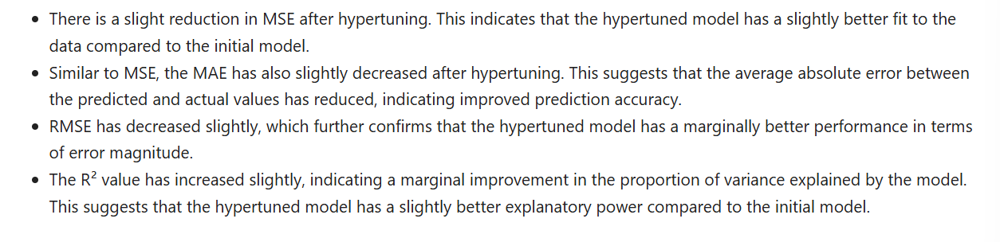 • There is a slight reduction in MSE after hypertuning. This indicates that the hypertuned model has a slightly better fit to the
data compared to the initial model.
• Similar to MSE, the MAE has also slightly decreased after hypertuning. This suggests that the average absolute error between
the predicted and actual values has reduced, indicating improved prediction accuracy.
• RMSE has decreased slightly, which further confirms that the hypertuned model has a marginally better performance in terms
of error magnitude.
• The R² value has increased slightly, indicating a marginal improvement in the proportion of variance explained by the model.
This suggests that the hypertuned model has a slightly better explanatory power compared to the initial model.